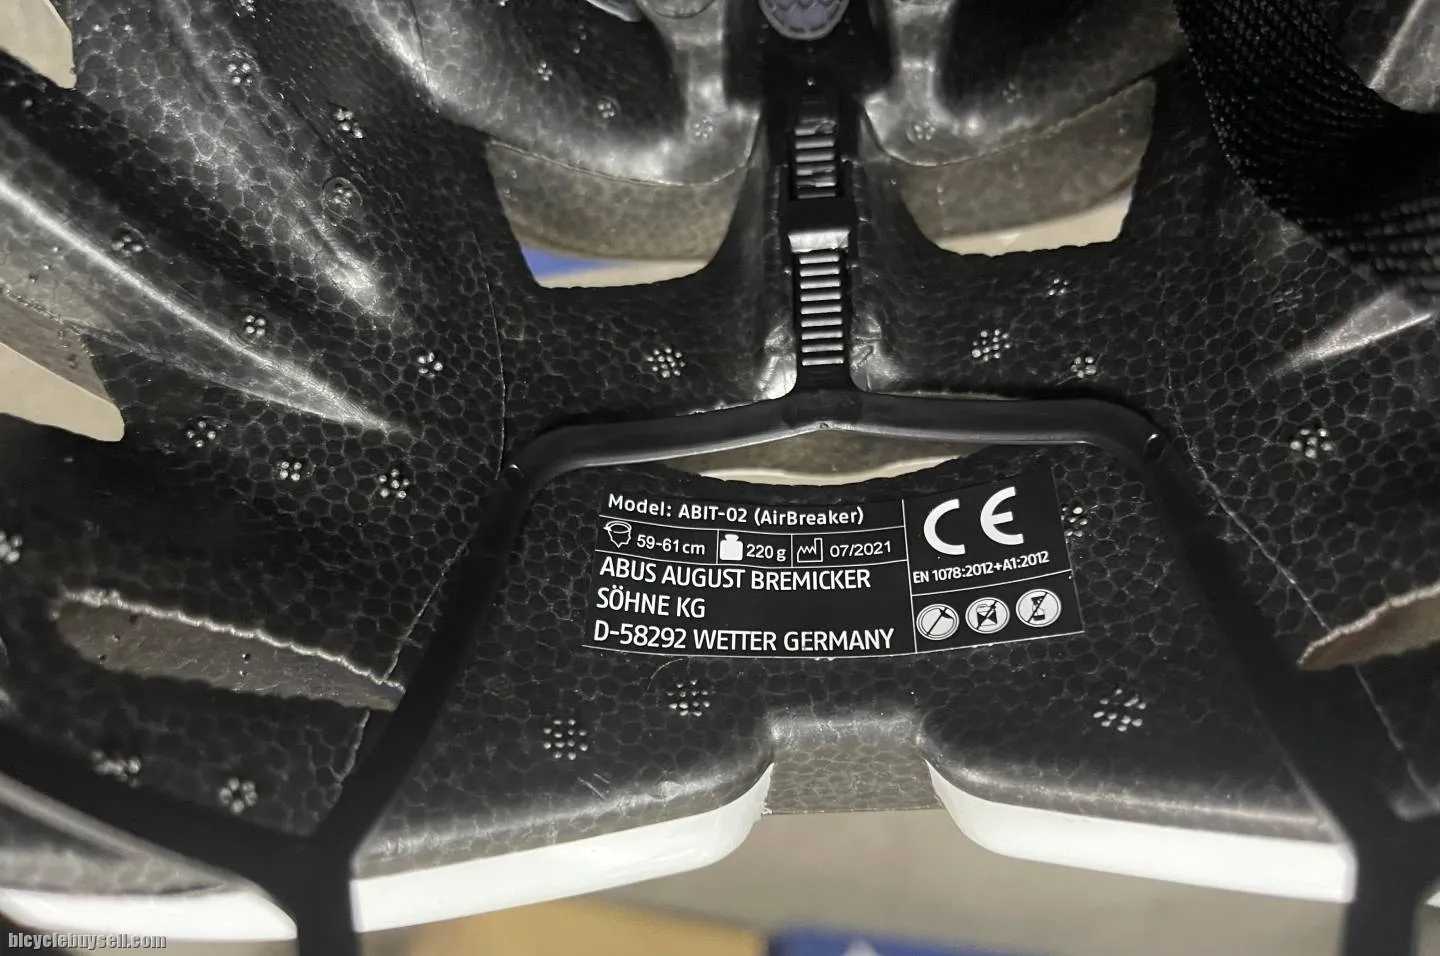 Model: ABIT-02 (AirBreaker)
59-61cm 220g 07/2021
ABUS AUGUST BREMICKER
SÖHNE KG
D-58292 WETTER GERMANY
CE
EN 1078:2012+A1:2012
bicyclebuysell.com